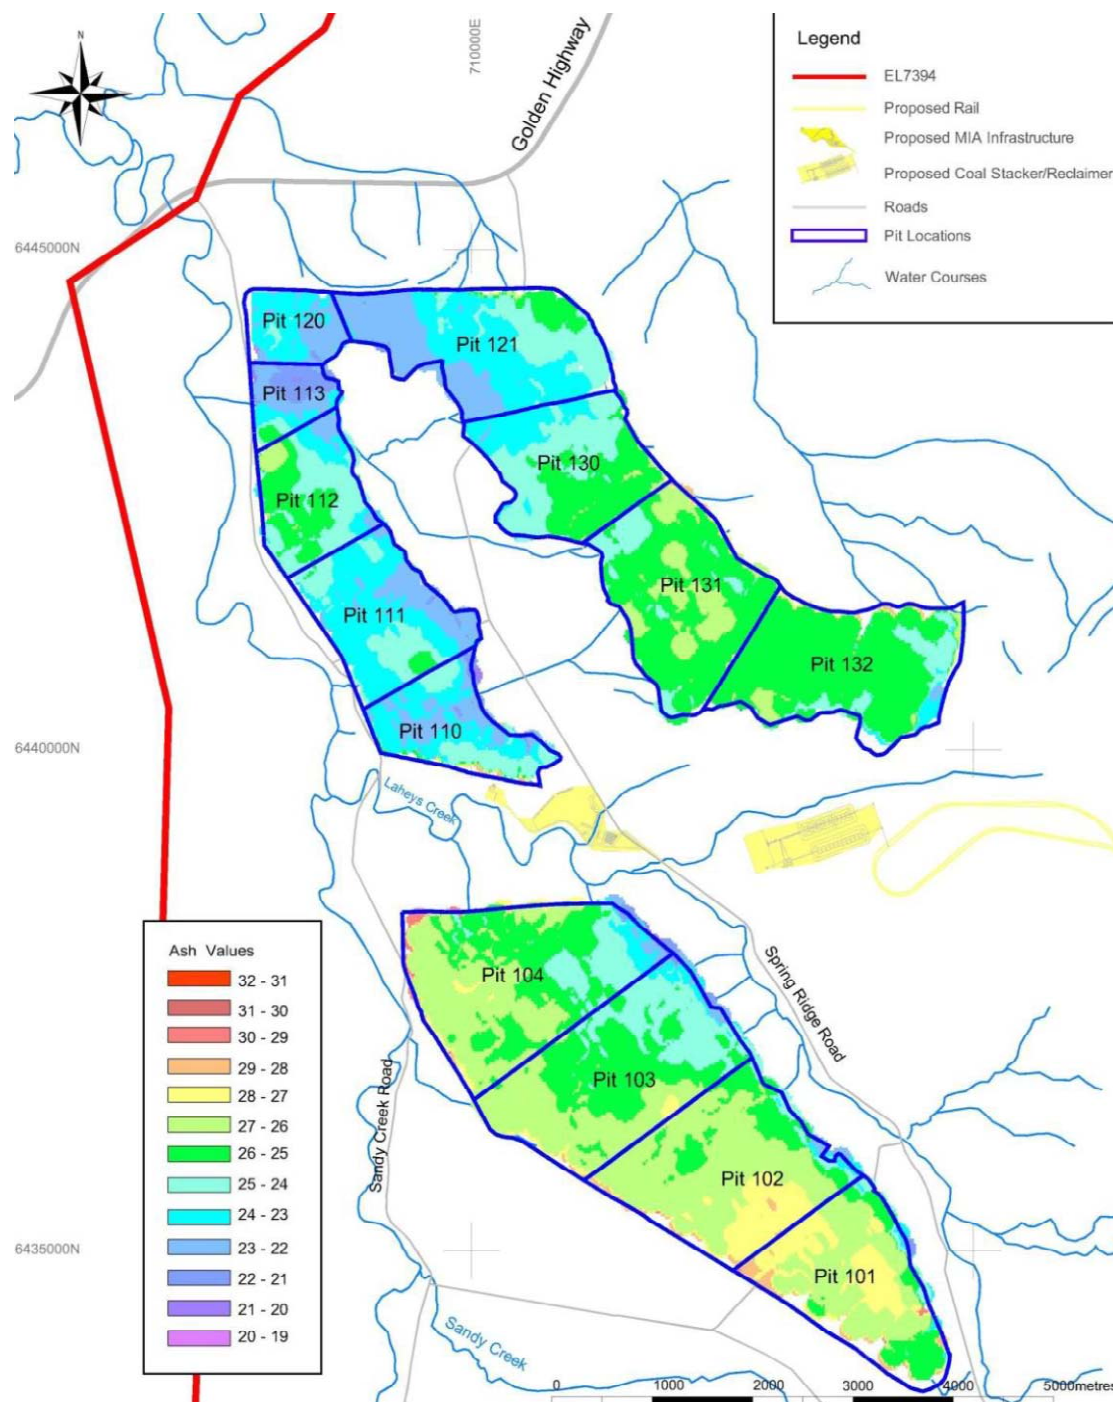 N
710000E
Golden Highway
Legend
EL7394
Proposed Rail
Proposed MIA Infrastructure
Proposed Coal Stacker/Reclaimer
Roads
Pit Locations
Water Courses
6445000N
Pit 120
Pit 121
Pit 113
Pit 130
Pit 112
Pit 131
Pit 111
Pit 132
Pit 110
6440000N
Laheys Creek
Pit 104
Spring Ridge Road
Pit 103
Sandy Creek Road
Pit 102
6435000N
Pit 101
Sandy Creek
Ash Values
32 - 31
31 - 30
30 - 29
29 - 28
28 - 27
27 - 26
26 - 25
25 - 24
24 - 23
23 - 22
22 - 21
21 - 20
20 - 19
0 1000 2000 3000 4000 5000metres